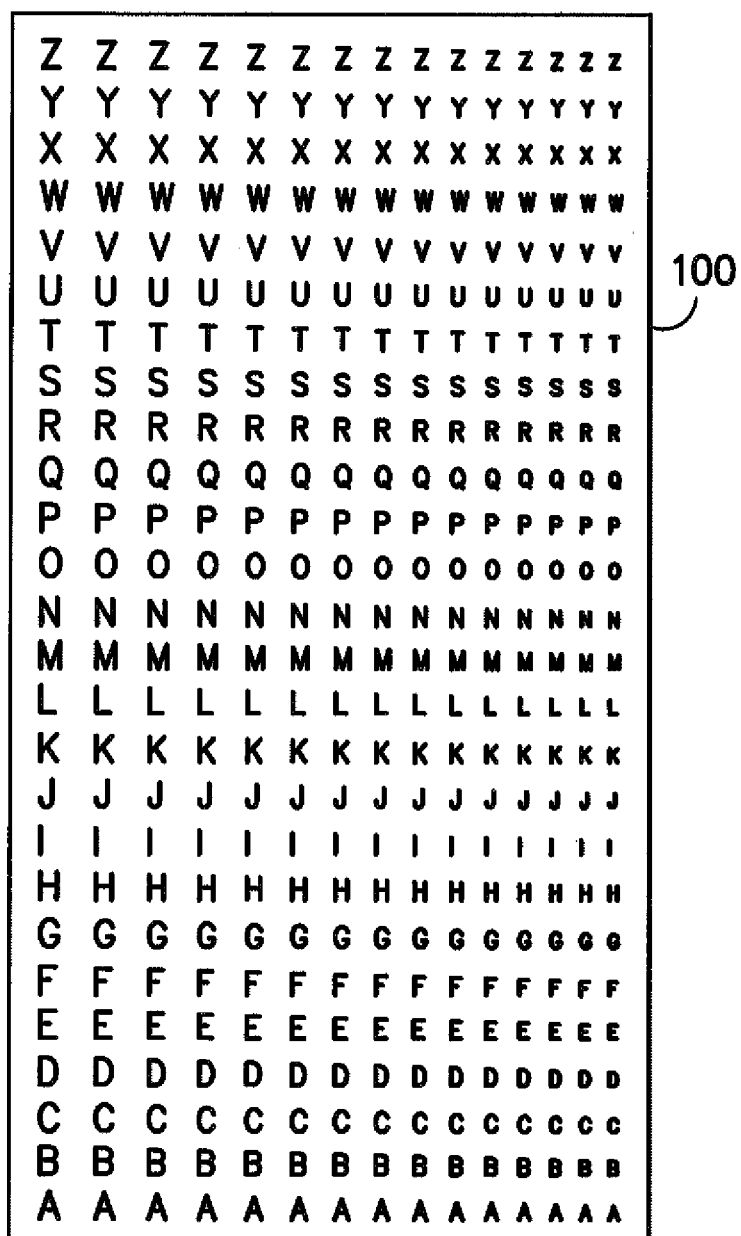 Z Z Z Z Z Z Z Z Z Z Z Z Z Z Z
Y Y Y Y Y Y Y Y Y Y Y Y Y Y Y
X X X X X X X X X X X X X X X
W W W W W W W W W W W W W W W
V V V V V V V V V V V V V V V
100
U U U U U U U U U U U U U U U
T T T T T T T T T T T T T T T
S S S S S S S S S S S S S S S
R R R R R R R R R R R R R R R
Q Q Q Q Q Q Q Q Q Q Q Q Q Q Q
P P P P P P P P P P P P P P P
O O O O O O O O O O O O O O O
N N N N N N N N N N N N N N N
M M M M M M M M M M M M M M M
L L L L L L L L L L L L L L L
K K K K K K K K K K K K K K K
J J J J J J J J J J J J J J J
I I I I I I I I I I I I I I I
H H H H H H H H H H H H H H H
G G G G G G G G G G G G G G G
F F F F F F F F F F F F F F F
E E E E E E E E E E E E E E E
D D D D D D D D D D D D D D D
C C C C C C C C C C C C C C C
B B B B B B B B B B B B B B B
A A A A A A A A A A A A A A A